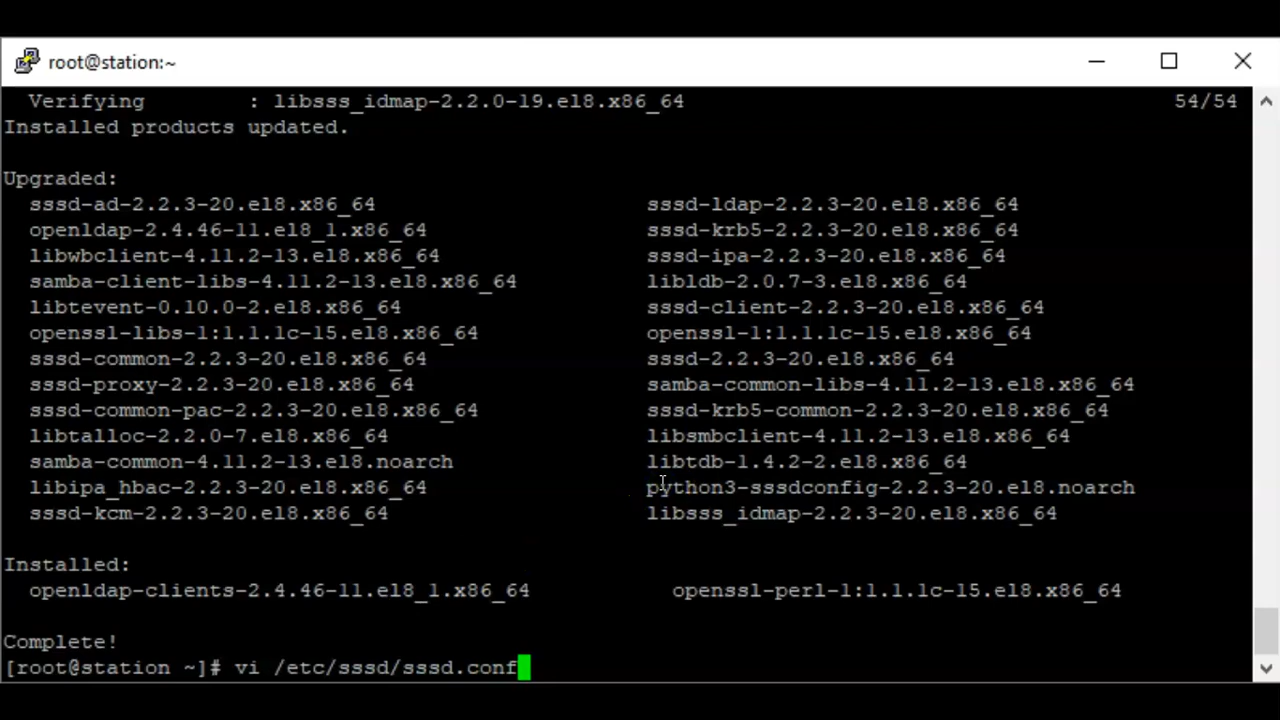 root@station:~
Verifying : libsss_idmap-2.2.0-19.el8.x86_64 54/54
Installed products updated.
Upgraded:
sssd-ad-2.2.3-20.el8.x86_64 sssd-ldap-2.2.3-20.el8.x86_64
openldap-2.4.46-11.el8_1.x86_64 sssd-krb5-2.2.3-20.el8.x86_64
libwbclient-4.11.2-13.el8.x86_64 sssd-ipa-2.2.3-20.el8.x86_64
samba-client-libs-4.11.2-13.el8.x86_64 libldb-2.0.7-3.el8.x86_64
libtevent-0.10.0-2.el8.x86_64 sssd-client-2.2.3-20.el8.x86_64
openssl-libs-1:1.1.1c-15.el8.x86_64 openssl-1:1.1.1c-15.el8.x86_64
sssd-common-2.2.3-20.el8.x86_64 sssd-2.2.3-20.el8.x86_64
sssd-proxy-2.2.3-20.el8.x86_64 samba-common-libs-4.11.2-13.el8.x86_64
sssd-common-pac-2.2.3-20.el8.x86_64 sssd-krb5-common-2.2.3-20.el8.x86_64
libtalloc-2.2.0-7.el8.x86_64 libsmbclient-4.11.2-13.el8.x86_64
samba-common-4.11.2-13.el8.noarch libtdb-1.4.2-2.el8.x86_64
libipa_hbac-2.2.3-20.el8.x86_64 python3-sssdconfig-2.2.3-20.el8.noarch
sssd-kcm-2.2.3-20.el8.x86_64 libsss_idmap-2.2.3-20.el8.x86_64
Installed:
openldap-clients-2.4.46-11.el8_1.x86_64 openssl-perl-1:1.1.1c-15.el8.x86_64
Complete!
[root@station ~]# vi /etc/sssd/sssd.conf